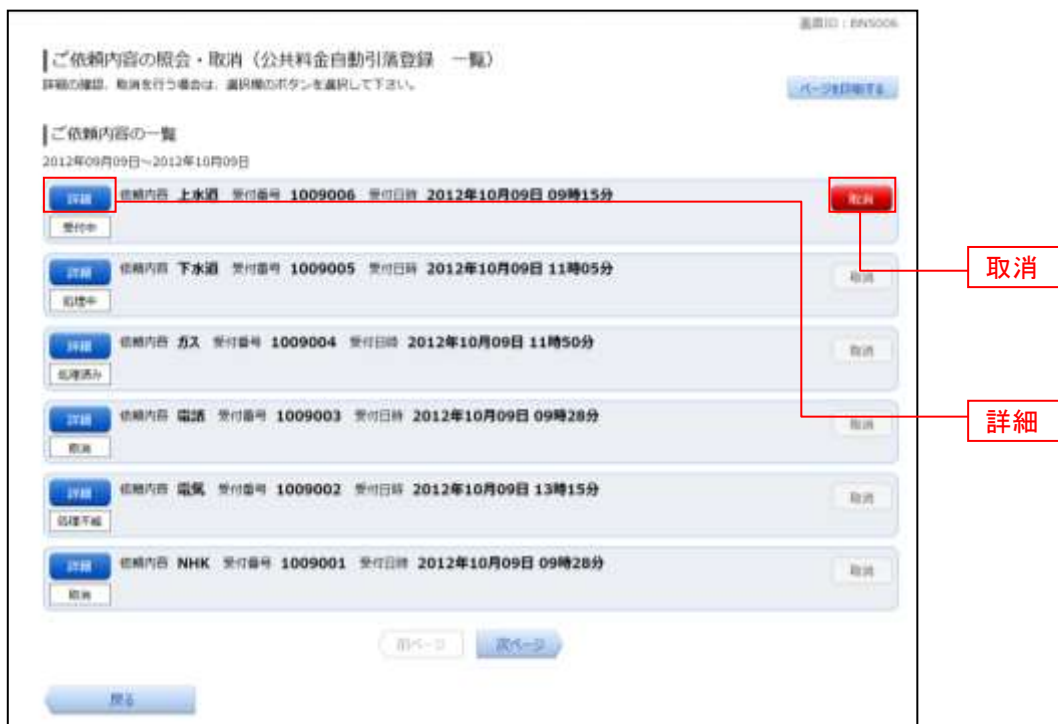 画面ID：BNS006
ご依頼内容の照会・取消（公共料金自動引落登録　一覧）
詳細の確認、取消を行う場合は、選択欄のボタンを選択して下さい。
ページを印刷する
ご依頼内容の一覧
2012年09月09日～2012年10月09日
詳細 依頼内容 上水道 受付番号 1009006 受付日時 2012年10月09日 09時15分 取消
受付中
取消
詳細 依頼内容 下水道 受付番号 1009005 受付日時 2012年10月09日 11時05分 取消
処理中
詳細 依頼内容 ガス 受付番号 1009004 受付日時 2012年10月09日 11時50分 取消
処理済み
詳細 依頼内容 電話 受付番号 1009003 受付日時 2012年10月09日 09時28分 取消
詳細
取消
詳細 依頼内容 電気 受付番号 1009002 受付日時 2012年10月09日 13時15分 取消
処理不能
詳細 依頼内容 NHK 受付番号 1009001 受付日時 2012年10月09日 09時28分 取消
取消
前ページ 次ページ
戻る